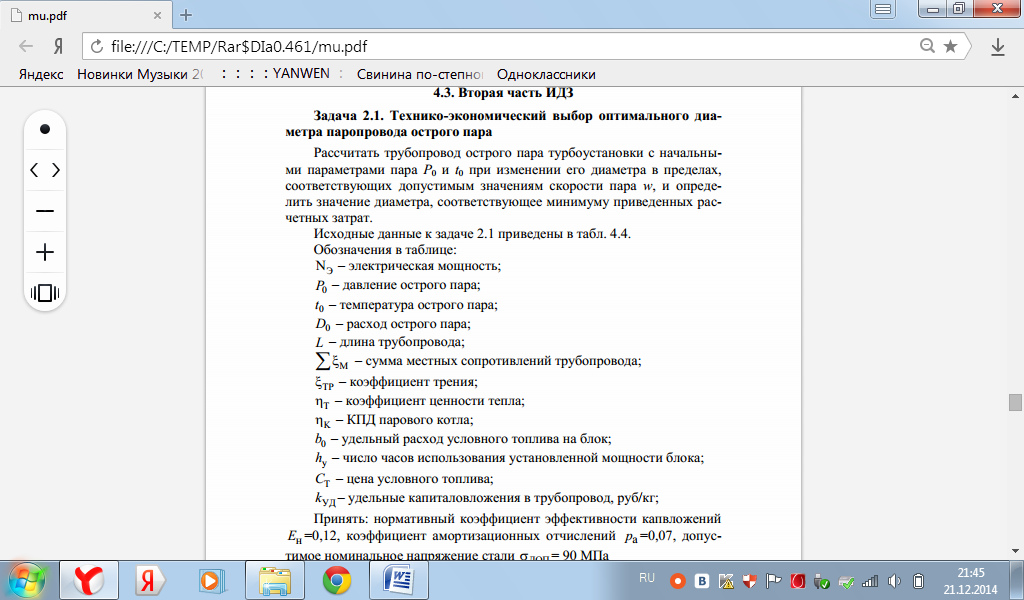 mu.pdf
file:///C:/TEMP/Rar$DIa0.461/mu.pdf
Яндекс Новинки Музыки 20 : : : : YANWEN : Свинина по-степно Одноклассники
4.3. Вторая часть ИДЗ
Задача 2.1. Технико-экономический выбор оптимального диа-
метра паропровода острого пара
Рассчитать трубопровод острого пара турбоустановки с начальны-
ми параметрами пара P₀ и t₀ при изменении его диаметра в пределах,
соответствующих допустимым значениям скорости пара w, и опреде-
лить значение диаметра, соответствующее минимуму приведенных рас-
четных затрат.
Исходные данные к задаче 2.1 приведены в табл. 4.4.
Обозначения в таблице:
NЭ – электрическая мощность;
P₀ – давление острого пара;
t₀ – температура острого пара;
D₀ – расход острого пара;
L – длина трубопровода;
∑ξМ – сумма местных сопротивлений трубопровода;
ξТР – коэффициент трения;
ηТ – коэффициент ценности тепла;
ηК – КПД парового котла;
b₀ – удельный расход условного топлива на блок;
hу – число часов использования установленной мощности блока;
CТ – цена условного топлива;
kУД – удельные капиталовложения в трубопровод, руб/кг;
Принять: нормативный коэффициент эффективности капвложений
Eн=0,12, коэффициент амортизационных отчислений pа=0,07, допус-
тимое номинальное напряжение стали σДОП= 90 МПа
RU
21:45
21.12.2014